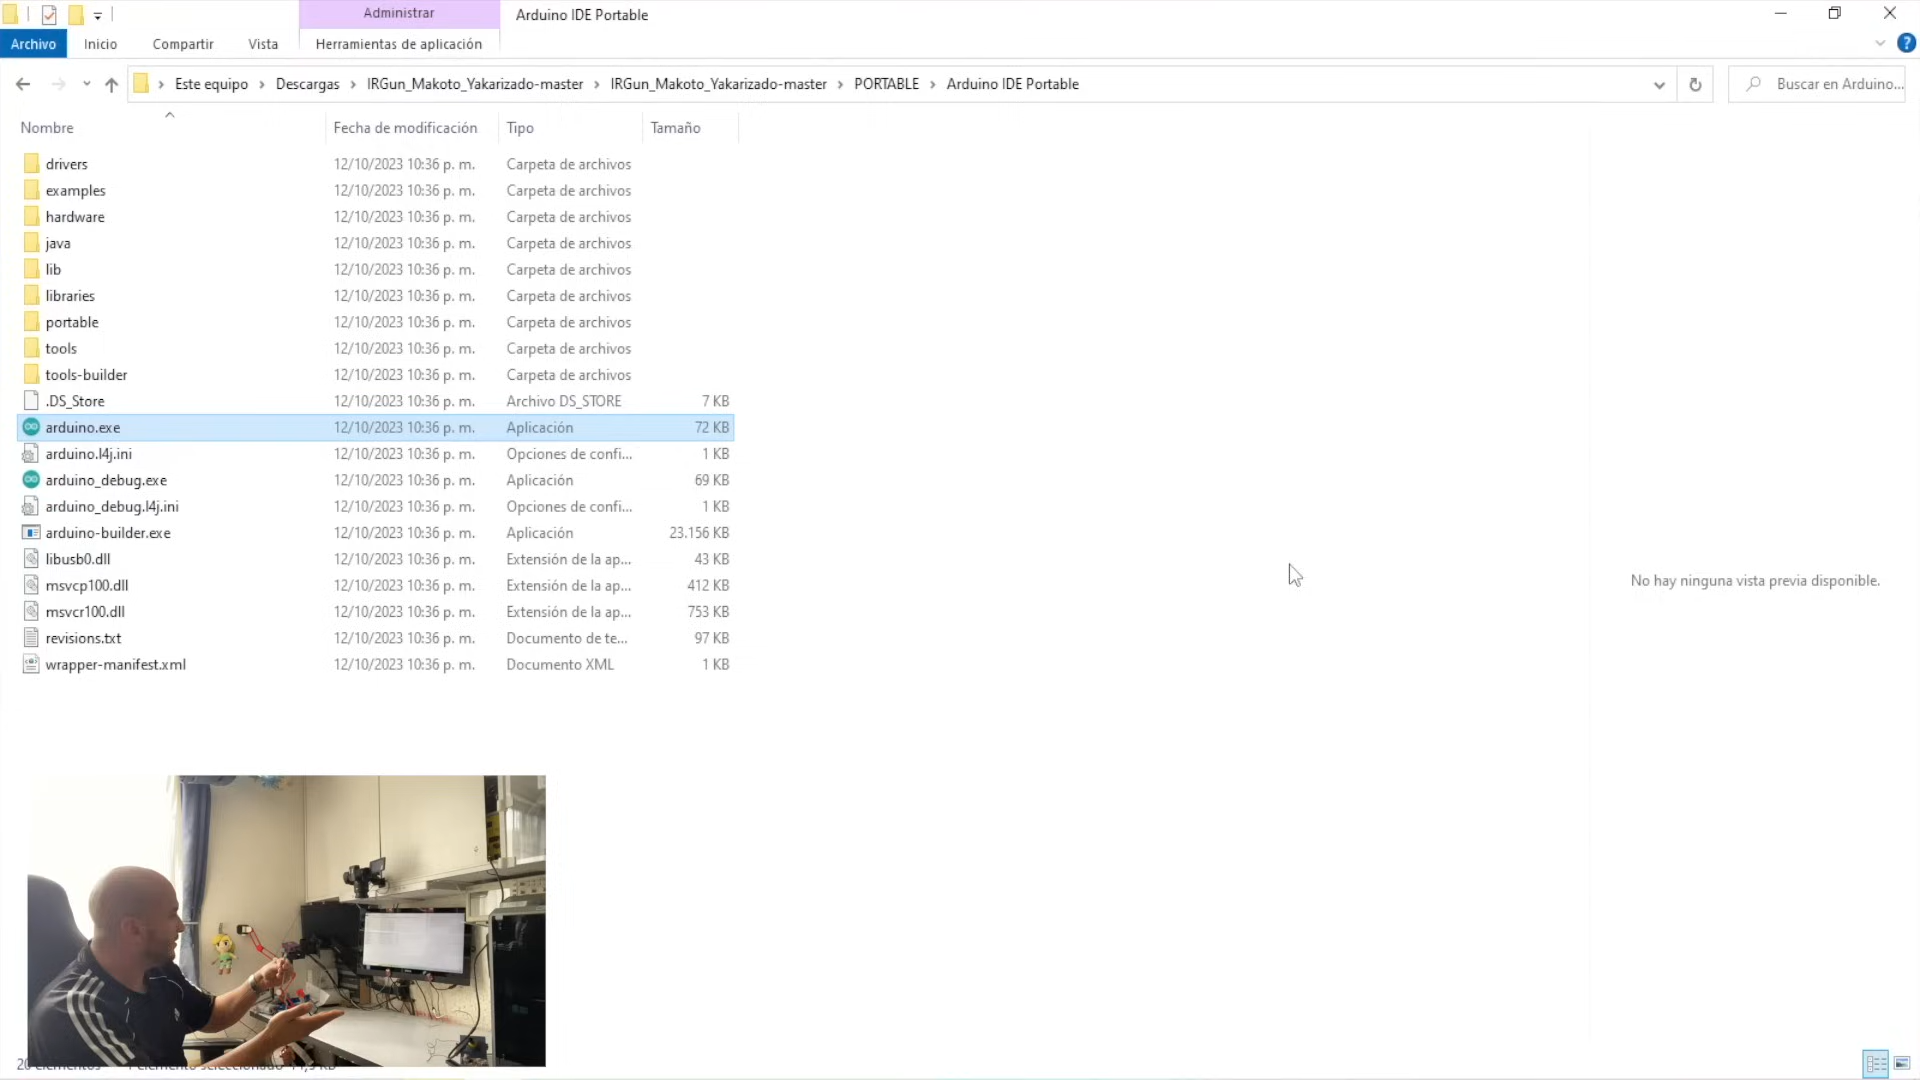 Administrar
Arduino IDE Portable
Archivo
Inicio
Compartir
Vista
Herramientas de aplicación
Este equipo › Descargas › IRGun_Makoto_Yakarizado-master › IRGun_Makoto_Yakarizado-master › PORTABLE › Arduino IDE Portable
Buscar en Arduino...
Nombre Fecha de modificación Tipo Tamaño
drivers 12/10/2023 10:36 p. m. Carpeta de archivos
examples 12/10/2023 10:36 p. m. Carpeta de archivos
hardware 12/10/2023 10:36 p. m. Carpeta de archivos
java 12/10/2023 10:36 p. m. Carpeta de archivos
lib 12/10/2023 10:36 p. m. Carpeta de archivos
libraries 12/10/2023 10:36 p. m. Carpeta de archivos
portable 12/10/2023 10:36 p. m. Carpeta de archivos
tools 12/10/2023 10:36 p. m. Carpeta de archivos
tools-builder 12/10/2023 10:36 p. m. Carpeta de archivos
.DS_Store 12/10/2023 10:36 p. m. Archivo DS_STORE 7 KB
arduino.exe 12/10/2023 10:36 p. m. Aplicación 72 KB
arduino.l4j.ini 12/10/2023 10:36 p. m. Opciones de confi... 1 KB
arduino_debug.exe 12/10/2023 10:36 p. m. Aplicación 69 KB
arduino_debug.l4j.ini 12/10/2023 10:36 p. m. Opciones de confi... 1 KB
arduino-builder.exe 12/10/2023 10:36 p. m. Aplicación 23.156 KB
libusb0.dll 12/10/2023 10:36 p. m. Extensión de la ap... 43 KB
msvcp100.dll 12/10/2023 10:36 p. m. Extensión de la ap... 412 KB
msvcr100.dll 12/10/2023 10:36 p. m. Extensión de la ap... 753 KB
revisions.txt 12/10/2023 10:36 p. m. Documento de te... 97 KB
wrapper-manifest.xml 12/10/2023 10:36 p. m. Documento XML 1 KB
No hay ninguna vista previa disponible.